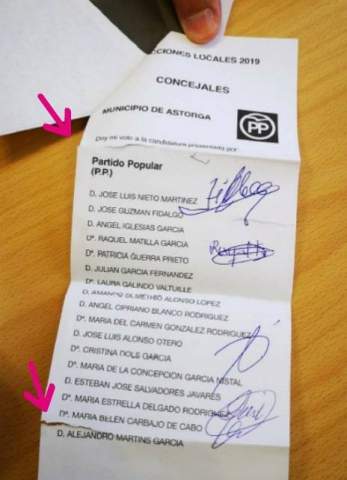 CCIONES LOCALES 2019
CONCEJALES
MUNICIPIO DE ASTORGA
PP
Doy mi voto a la candidatura presentada por:
Partido Popular
(P.P.)
D. JOSE LUIS NIETO MARTINEZ
D. JOSE GUZMAN FIDALGO
D. ANGEL IGLESIAS GARCIA
Dª. RAQUEL MATILLA GARCIA
Dª. PATRICIA GUERRA PRIETO
D. JULIAN GARCIA FERNANDEZ
Dª. LAURA GALINDO VALTUILLE
D. ALONSO LOPEZ
D. ANGEL CIPRIANO BLANCO RODRIGUEZ
Dª. MARIA DEL CARMEN GONZALEZ RODRIGUEZ
D. JOSE LUIS ALONSO OTERO
Dª. CRISTINA DOLS GARCIA
Dª. MARIA DE LA CONCEPCION GARCIA NISTAL
D. ESTEBAN JOSE SALVADORES JAVARES
Dª. MARIA ESTRELLA DELGADO RODRIGUEZ
Dª. MARIA BELEN CARBAJO DE CABO
D. ALEJANDRO MARTINS GARCIA